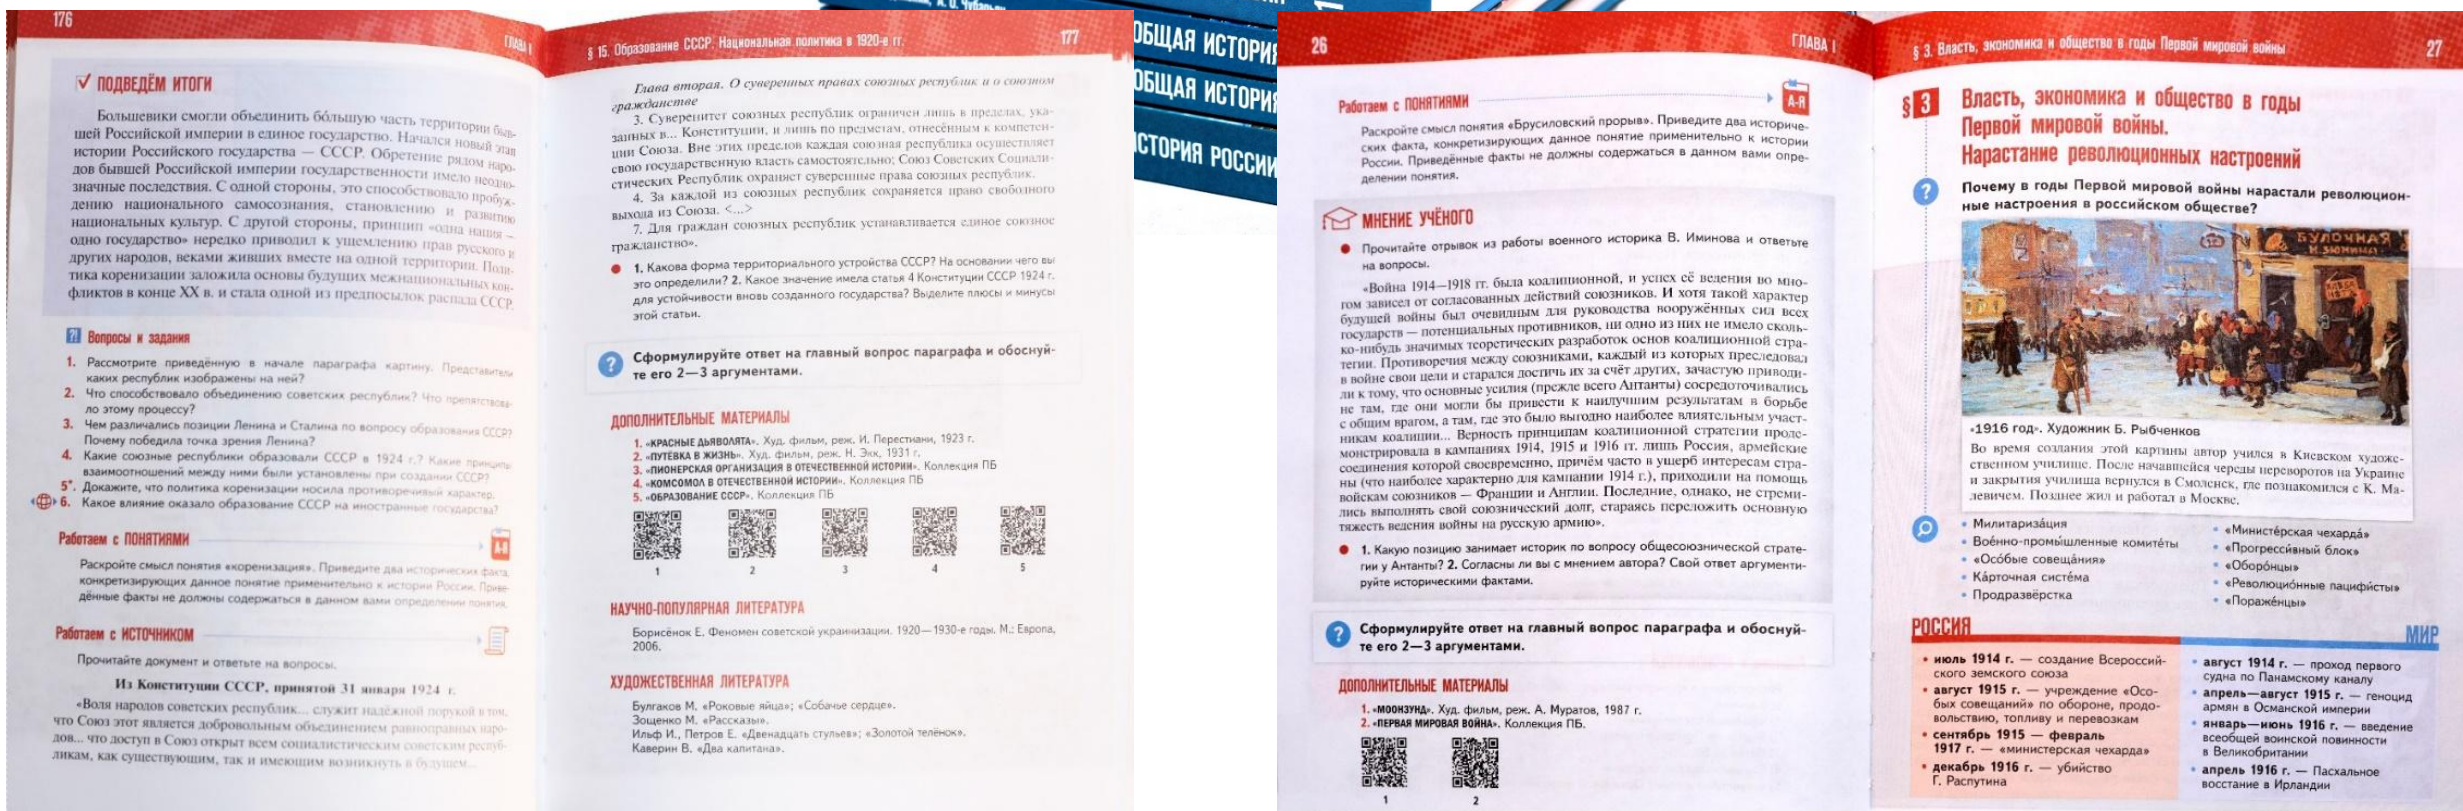 176
ГЛАВА I
ПОДВЕДЁМ ИТОГИ
Большевики смогли объединить бо́льшую часть территории быв-
шей Российской империи в единое государство. Начался новый этап
истории Российского государства — СССР. Обретение рядом наро-
дов бывшей Российской империи государственности имело неодно-
значные последствия. С одной стороны, это способствовало пробуж-
дению национального самосознания, становлению и развитию
национальных культур. С другой стороны, принцип «одна нация —
одно государство» нередко приводил к ущемлению прав русского и
других народов, веками живших вместе на одной территории. Поли-
тика коренизации заложила основы будущих межнациональных кон-
фликтов в конце XX в. и стала одной из предпосылок распада СССР.
Вопросы и задания
1. Рассмотрите приведённую в начале параграфа картину. Представители
каких республик изображены на ней?
2. Что способствовало объединению советских республик? Что препятствова-
ло этому процессу?
3. Чем различались позиции Ленина и Сталина по вопросу образования СССР?
Почему победила точка зрения Ленина?
4. Какие союзные республики образовали СССР в 1924 г.? Какие принципы
взаимоотношений между ними были установлены при создании СССР?
5*. Докажите, что политика коренизации носила противоречивый характер.
6. Какое влияние оказало образование СССР на иностранные государства?
Работаем с ПОНЯТИЯМИ
А-Я
Раскройте смысл понятия «коренизация». Приведите два исторических факта,
конкретизирующих данное понятие применительно к истории России. Приве-
дённые факты не должны содержаться в данном вами определении понятия.
Работаем с ИСТОЧНИКОМ
Прочитайте документ и ответьте на вопросы.
Из Конституции СССР, принятой 31 января 1924 г.
«Воля народов советских республик... служит надёжной порукой в том,
что Союз этот является добровольным объединением равноправных наро-
дов... что доступ в Союз открыт всем социалистическим советским респуб-
ликам, как существующим, так и имеющим возникнуть в будущем...
§ 15. Образование СССР. Национальная политика в 1920-е гг.
177
Глава вторая. О суверенных правах союзных республик и о союзном
гражданстве
3. Суверенитет союзных республик ограничен лишь в пределах, ука-
занных в... Конституции, и лишь по предметам, отнесённым к компетен-
ции Союза. Вне этих пределов каждая союзная республика осуществляет
свою государственную власть самостоятельно; Союз Советских Социали-
стических Республик охраняет суверенные права союзных республик.
4. За каждой из союзных республик сохраняется право свободного
выхода из Союза. <...>
7. Для граждан союзных республик устанавливается единое союзное
гражданство».
1. Какова форма территориального устройства СССР? На основании чего вы
это определили? 2. Какое значение имела статья 4 Конституции СССР 1924 г.
для устойчивости вновь созданного государства? Выделите плюсы и минусы
этой статьи.
Сформулируйте ответ на главный вопрос параграфа и обоснуй-
те его 2—3 аргументами.
ДОПОЛНИТЕЛЬНЫЕ МАТЕРИАЛЫ
1. «КРАСНЫЕ ДЬЯВОЛЯТА». Худ. фильм, реж. И. Перестиани, 1923 г.
2. «ПУТЁВКА В ЖИЗНЬ». Худ. фильм, реж. Н. Экк, 1931 г.
3. «ПИОНЕРСКАЯ ОРГАНИЗАЦИЯ В ОТЕЧЕСТВЕННОЙ ИСТОРИИ». Коллекция ПБ
4. «КОМСОМОЛ В ОТЕЧЕСТВЕННОЙ ИСТОРИИ». Коллекция ПБ
5. «ОБРАЗОВАНИЕ СССР». Коллекция ПБ
1 2 3 4 5
НАУЧНО-ПОПУЛЯРНАЯ ЛИТЕРАТУРА
Борисёнок Е. Феномен советской украинизации. 1920—1930-е годы. М.: Европа,
2006.
ХУДОЖЕСТВЕННАЯ ЛИТЕРАТУРА
Булгаков М. «Роковые яйца»; «Собачье сердце».
Зощенко М. «Рассказы».
Ильф И., Петров Е. «Двенадцать стульев»; «Золотой телёнок».
Каверин В. «Два капитана».
А. О. Чубарьян
ОБЩАЯ ИСТОРИЯ
ОБЩАЯ ИСТОРИЯ
ИСТОРИЯ РОССИИ
26
ГЛАВА I
Работаем с ПОНЯТИЯМИ
А-Я
Раскройте смысл понятия «Брусиловский прорыв». Приведите два историче-
ских факта, конкретизирующих данное понятие применительно к истории
России. Приведённые факты не должны содержаться в данном вами опре-
делении понятия.
МНЕНИЕ УЧЁНОГО
Прочитайте отрывок из работы военного историка В. Иминова и ответьте
на вопросы.
«Война 1914—1918 гг. была коалиционной, и успех её ведения во мно-
гом зависел от согласованных действий союзников. И хотя такой характер
будущей войны был очевидным для руководства вооружённых сил всех
государств — потенциальных противников, ни одно из них не имело сколь-
ко-нибудь значимых теоретических разработок основ коалиционной стра-
тегии. Противоречия между союзниками, каждый из которых преследовал
в войне свои цели и старался достичь их за счёт других, зачастую приводи-
ли к тому, что основные усилия (прежде всего Антанты) сосредоточивались
не там, где они могли бы привести к наилучшим результатам в борьбе
с общим врагом, а там, где это было выгодно наиболее влиятельным участ-
никам коалиции... Верность принципам коалиционной стратегии проде-
монстрировала в кампаниях 1914, 1915 и 1916 гг. лишь Россия, армейские
соединения которой своевременно, причём часто в ущерб интересам стра-
ны (что наиболее характерно для кампании 1914 г.), приходили на помощь
войскам союзников — Франции и Англии. Последние, однако, не стреми-
лись выполнять свой союзнический долг, стараясь переложить основную
тяжесть ведения войны на русскую армию».
1. Какую позицию занимает историк по вопросу общесоюзнической страте-
гии у Антанты? 2. Согласны ли вы с мнением автора? Свой ответ аргументи-
руйте историческими фактами.
Сформулируйте ответ на главный вопрос параграфа и обоснуй-
те его 2—3 аргументами.
ДОПОЛНИТЕЛЬНЫЕ МАТЕРИАЛЫ
1. «МООНЗУНД». Худ. фильм, реж. А. Муратов, 1987 г.
2. «ПЕРВАЯ МИРОВАЯ ВОЙНА». Коллекция ПБ.
1 2
§ 3. Власть, экономика и общество в годы Первой мировой войны
27
§ 3
Власть, экономика и общество в годы
Первой мировой войны.
Нарастание революционных настроений
Почему в годы Первой мировой войны нарастали революцион-
ные настроения в российском обществе?
БУЛОЧНАЯ
«1916 год». Художник Б. Рыбченков
Во время создания этой картины автор учился в Киевском художе-
ственном училище. После начавшейся череды переворотов на Украине
и закрытия училища вернулся в Смоленск, где познакомился с К. Ма-
левичем. Позднее жил и работал в Москве.
Милитариза́ция
Вое́нно-промы́шленные комите́ты
«Осо́бые совеща́ния»
Ка́рточная систе́ма
Продразвёрстка
«Министе́рская чехарда́»
«Прогресси́вный блок»
«Оборо́нцы»
«Революцио́нные пацифи́сты»
«Пораже́нцы»
РОССИЯ
июль 1914 г. — создание Всероссий-
ского земского союза
август 1915 г. — учреждение «Осо-
бых совещаний» по обороне, продо-
вольствию, топливу и перевозкам
сентябрь 1915 — февраль
1917 г. — «министерская чехарда»
декабрь 1916 г. — убийство
Г. Распутина
МИР
август 1914 г. — проход первого
судна по Панамскому каналу
апрель—август 1915 г. — геноцид
армян в Османской империи
январь—июнь 1916 г. — введение
всеобщей воинской повинности
в Великобритании
апрель 1916 г. — Пасхальное
восстание в Ирландии